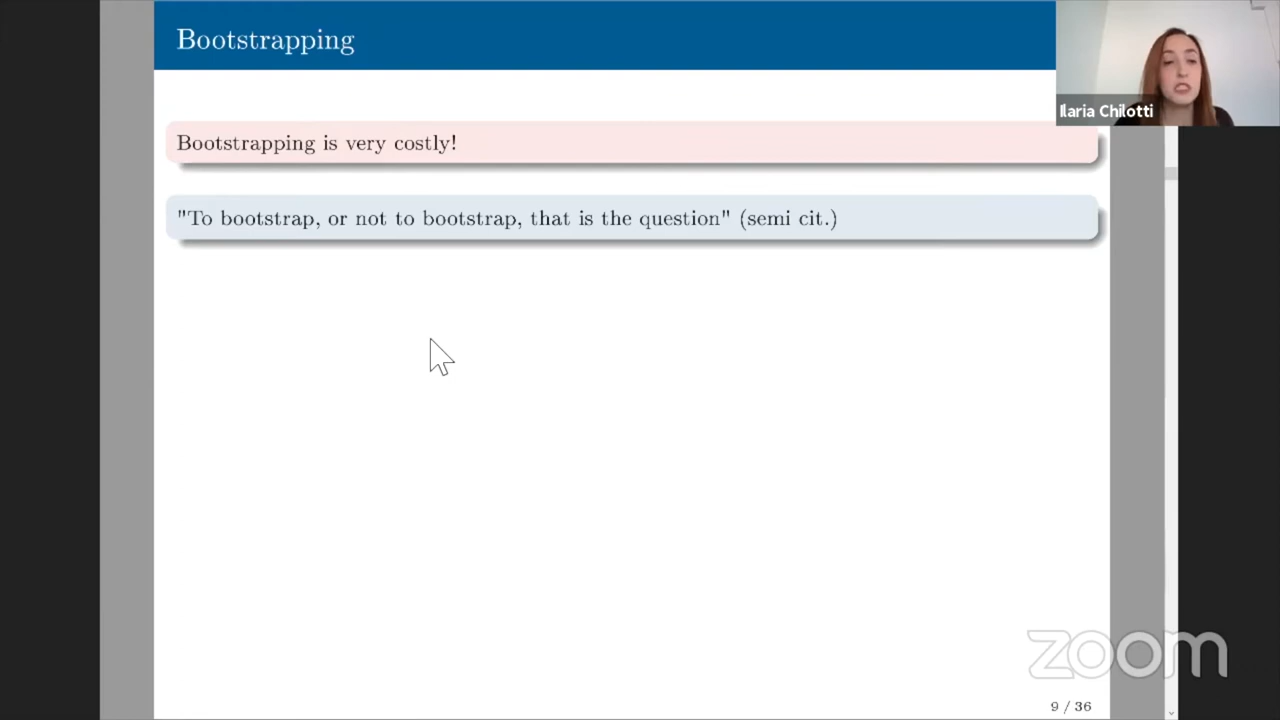 Bootstrapping
Ilaria Chilotti
Bootstrapping is very costly!
"To bootstrap, or not to bootstrap, that is the question" (semi cit.)
zoom
9 / 36